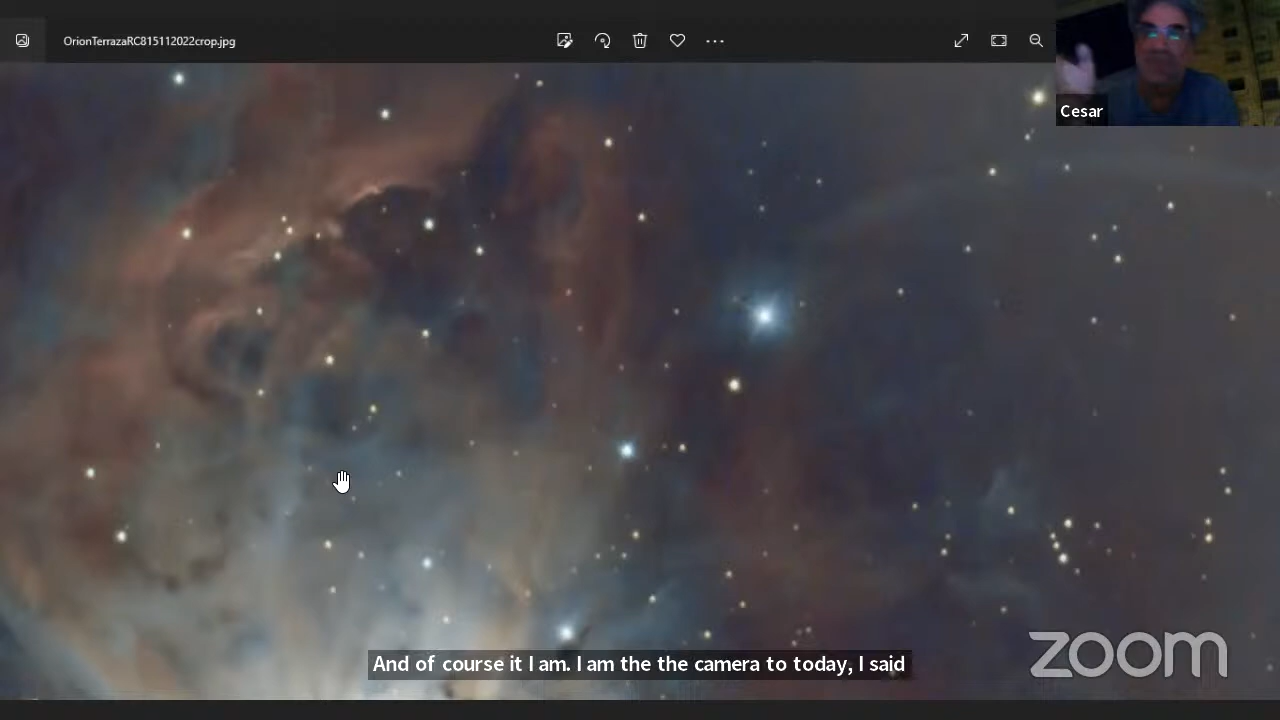 OrionTerrazaRC815112022crop.jpg
Cesar
And of course it I am. I am the the camera to today, I said
zoom